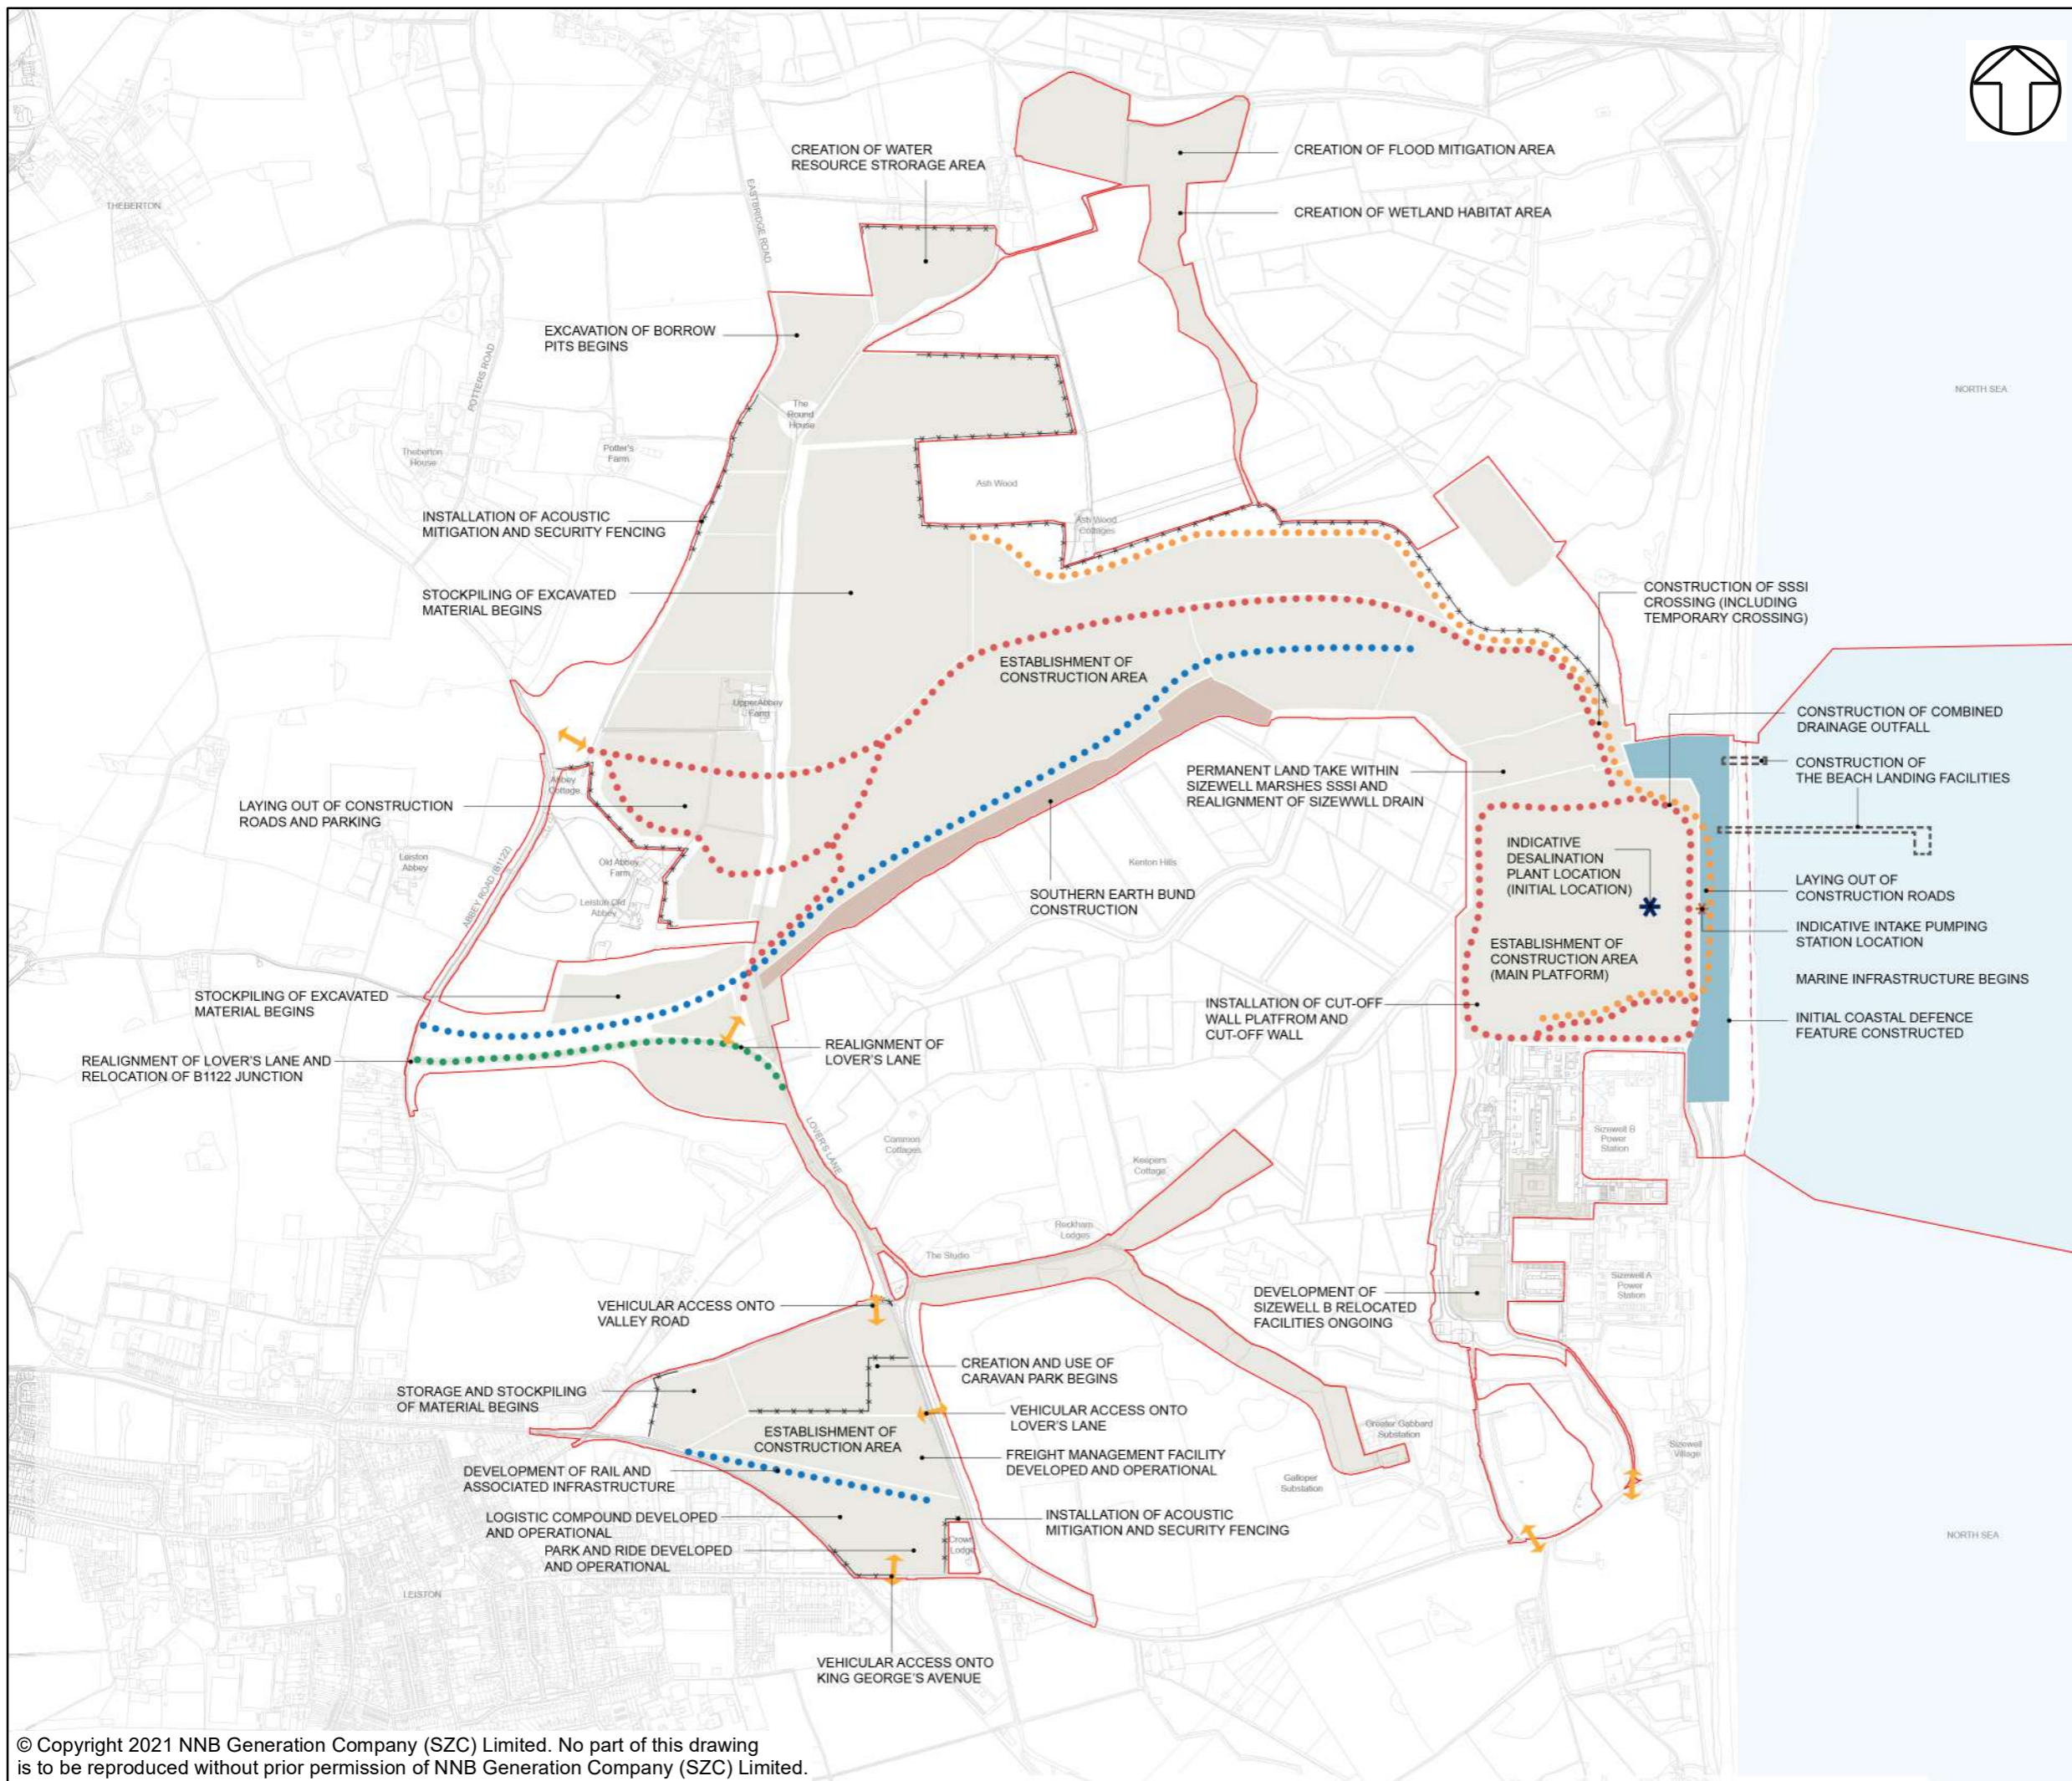 CREATION OF WATER
RESOURCE STRORAGE AREA
CREATION OF FLOOD MITIGATION AREA
CREATION OF WETLAND HABITAT AREA
THEBERTON
EASTBRIDGE ROAD
EXCAVATION OF BORROW
PITS BEGINS
POTTERS ROAD
NORTH SEA
The
Round
House
Theberton
House
Potter's
Farm
Ash Wood
INSTALLATION OF ACOUSTIC
MITIGATION AND SECURITY FENCING
Ash Wood
Cottages
STOCKPILING OF EXCAVATED
MATERIAL BEGINS
CONSTRUCTION OF SSSI
CROSSING (INCLUDING
TEMPORARY CROSSING)
ESTABLISHMENT OF
CONSTRUCTION AREA
Upper Abbey
Farm
CONSTRUCTION OF COMBINED
DRAINAGE OUTFALL
CONSTRUCTION OF
THE BEACH LANDING FACILITIES
PERMANENT LAND TAKE WITHIN
SIZEWELL MARSHES SSSI AND
REALIGNMENT OF SIZEWWLL DRAIN
Abbey
Cottage
LAYING OUT OF CONSTRUCTION
ROADS AND PARKING
Leiston
Abbey
ABBEY ROAD (B1122)
Old Abbey
Farm
Leiston Old
Abbey
Kenton Hills
SOUTHERN EARTH BUND
CONSTRUCTION
INDICATIVE
DESALINATION
PLANT LOCATION
(INITIAL LOCATION)
LAYING OUT OF
CONSTRUCTION ROADS
INDICATIVE INTAKE PUMPING
STATION LOCATION
ESTABLISHMENT OF
CONSTRUCTION AREA
(MAIN PLATFORM)
MARINE INFRASTRUCTURE BEGINS
STOCKPILING OF EXCAVATED
MATERIAL BEGINS
INSTALLATION OF CUT-OFF
WALL PLATFROM AND
CUT-OFF WALL
INITIAL COASTAL DEFENCE
FEATURE CONSTRUCTED
REALIGNMENT OF LOVER'S LANE AND
RELOCATION OF B1122 JUNCTION
REALIGNMENT OF
LOVER'S LANE
LOVER'S LANE
Common
Cottages
Keepers
Cottage
Sizewell B
Power
Station
Reckham
Lodges
The Studio
Sizewell A
Power
Station
VEHICULAR ACCESS ONTO
VALLEY ROAD
DEVELOPMENT OF
SIZEWELL B RELOCATED
FACILITIES ONGOING
CREATION AND USE OF
CARAVAN PARK BEGINS
STORAGE AND STOCKPILING
OF MATERIAL BEGINS
VEHICULAR ACCESS ONTO
LOVER'S LANE
ESTABLISHMENT OF
CONSTRUCTION AREA
Greater Gabbard
Substation
Sizewell
Village
FREIGHT MANAGEMENT FACILITY
DEVELOPED AND OPERATIONAL
DEVELOPMENT OF RAIL AND
ASSOCIATED INFRASTRUCTURE
Galloper
Substation
LOGISTIC COMPOUND DEVELOPED
AND OPERATIONAL
INSTALLATION OF ACOUSTIC
MITIGATION AND SECURITY FENCING
Crown
Lodge
PARK AND RIDE DEVELOPED
AND OPERATIONAL
NORTH SEA
LEISTON
VEHICULAR ACCESS ONTO
KING GEORGE'S AVENUE
© Copyright 2021 NNB Generation Company (SZC) Limited. No part of this drawing
is to be reproduced without prior permission of NNB Generation Company (SZC) Limited.